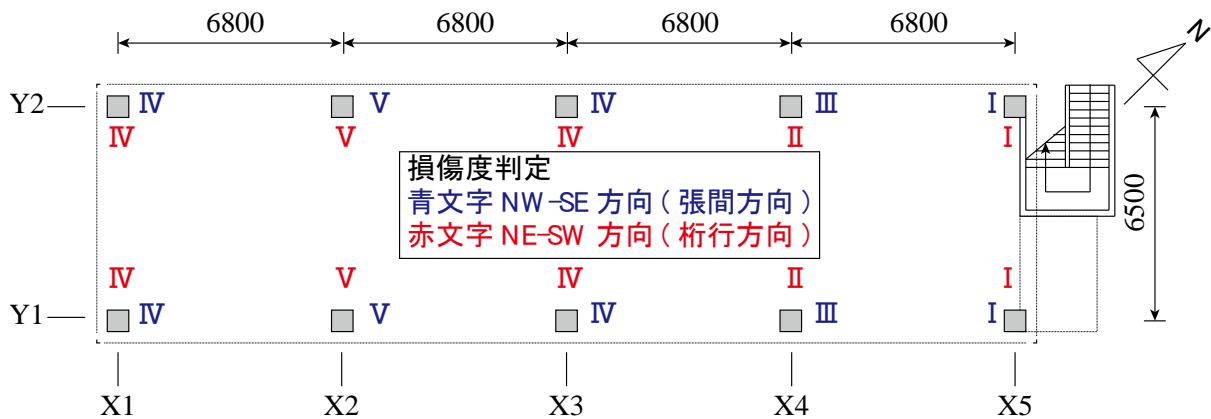 6800 6800 6800 6800
N
Y2 Ⅳ Ⅴ Ⅳ Ⅲ Ⅰ
Ⅳ Ⅴ Ⅳ Ⅱ Ⅰ
損傷度判定
青文字 NW-SE 方向 ( 張間方向 )
赤文字 NE-SW 方向 ( 桁行方向 )
6500
Ⅳ Ⅴ Ⅳ Ⅱ Ⅰ
Y1 Ⅳ Ⅴ Ⅳ Ⅲ Ⅰ
X1 X2 X3 X4 X5